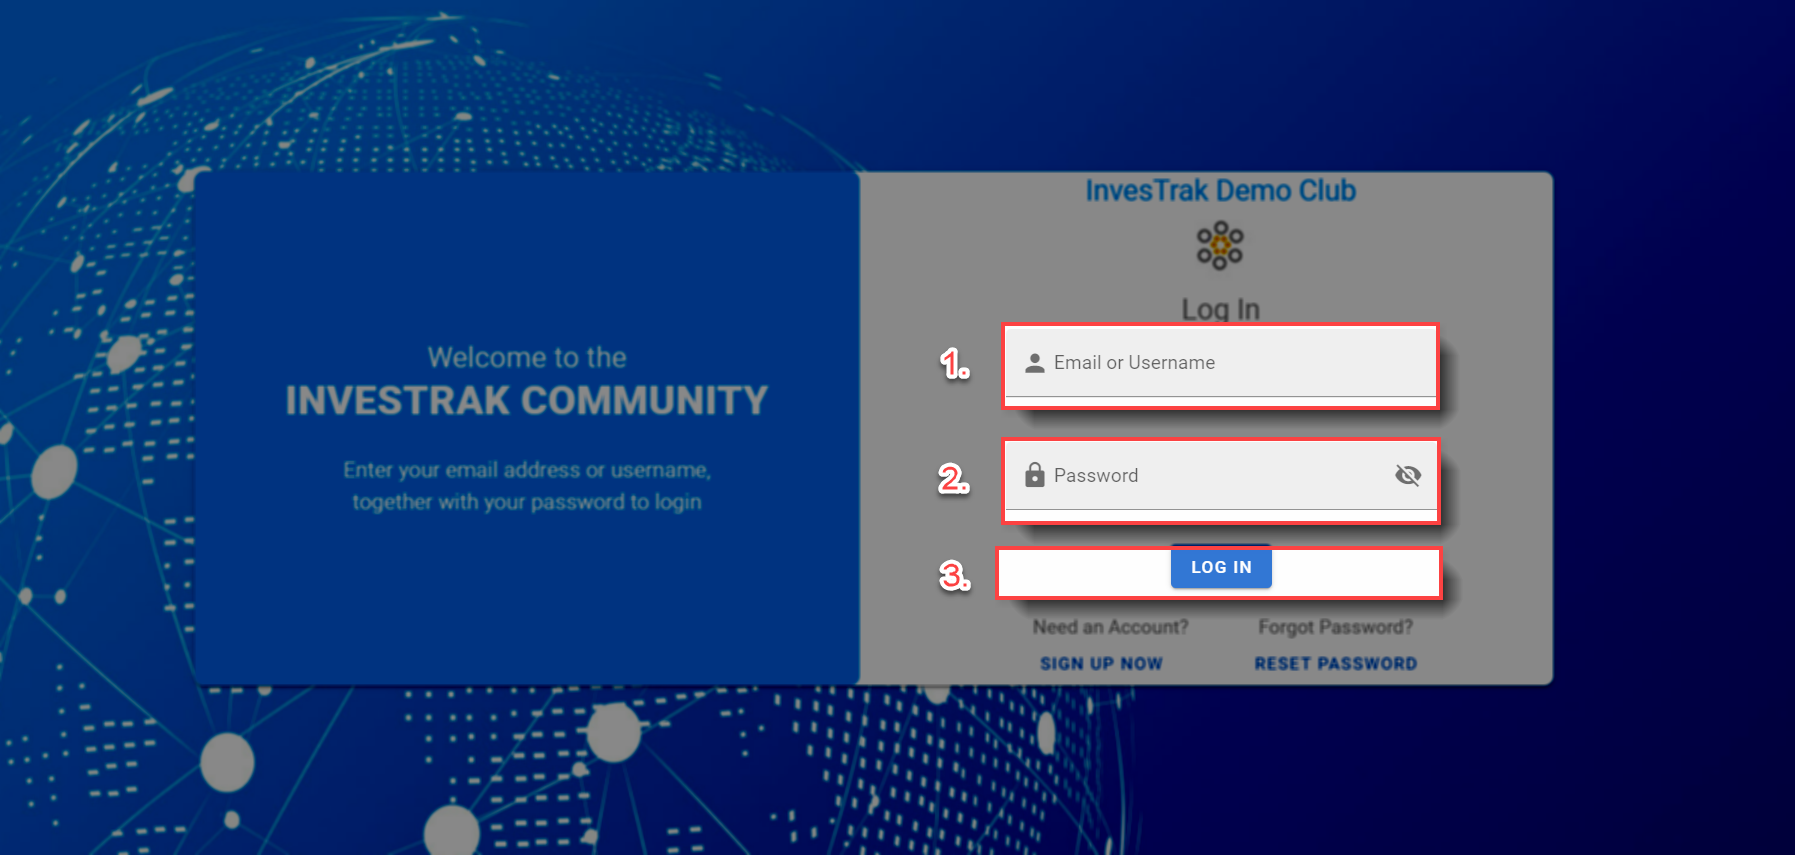 Welcome to the
INVESTRAK COMMUNITY
Enter your email address or username,
together with your password to login
InvesTrak Demo Club
Log In
1. Email or Username
2. Password
3. LOG IN
Need an Account? Forgot Password?
SIGN UP NOW RESET PASSWORD